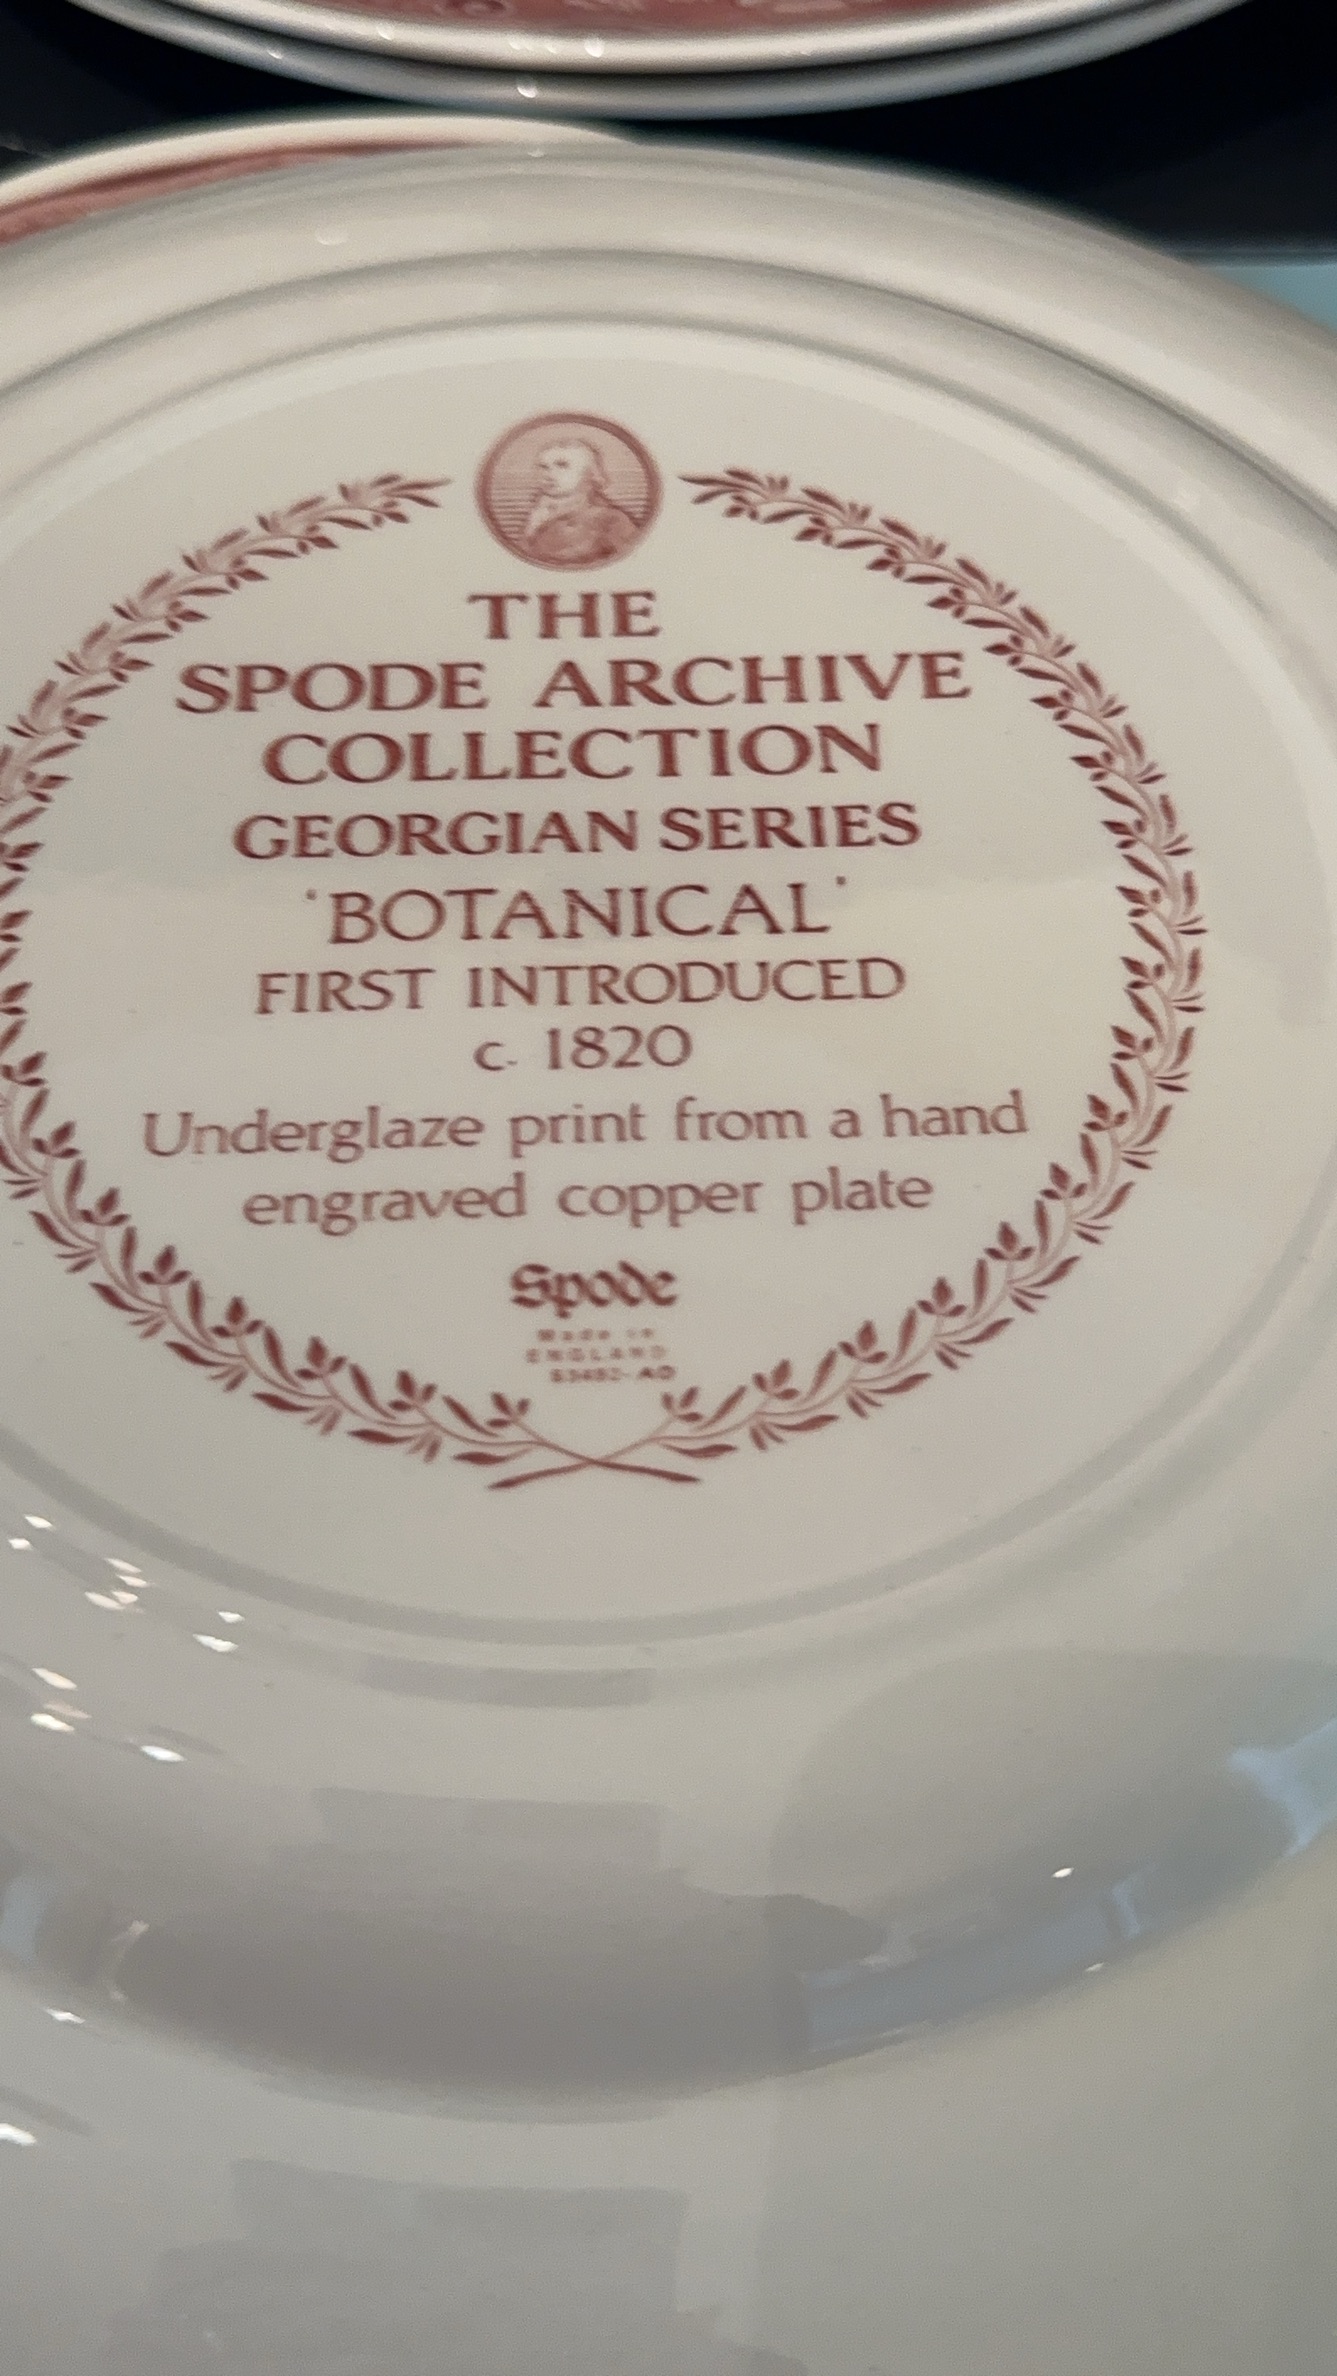 THE
SPODE ARCHIVE
COLLECTION
GEORGIAN SERIES
'BOTANICAL'
FIRST INTRODUCED
c. 1820
Underglaze print from a hand
engraved copper plate
Spode
Made in
ENGLAND